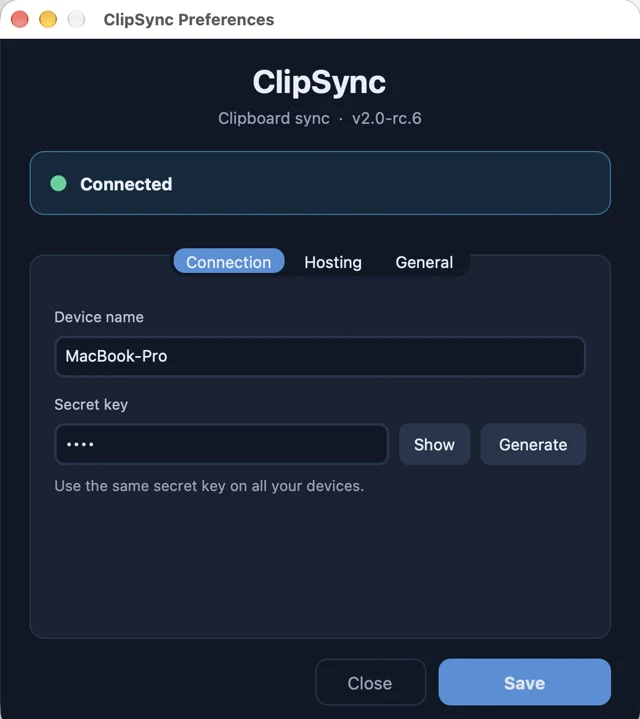 ClipSync Preferences
ClipSync
Clipboard sync · v2.0-rc.6
Connected
Connection Hosting General
Device name
MacBook-Pro
Secret key
•••• Show Generate
Use the same secret key on all your devices.
Close Save